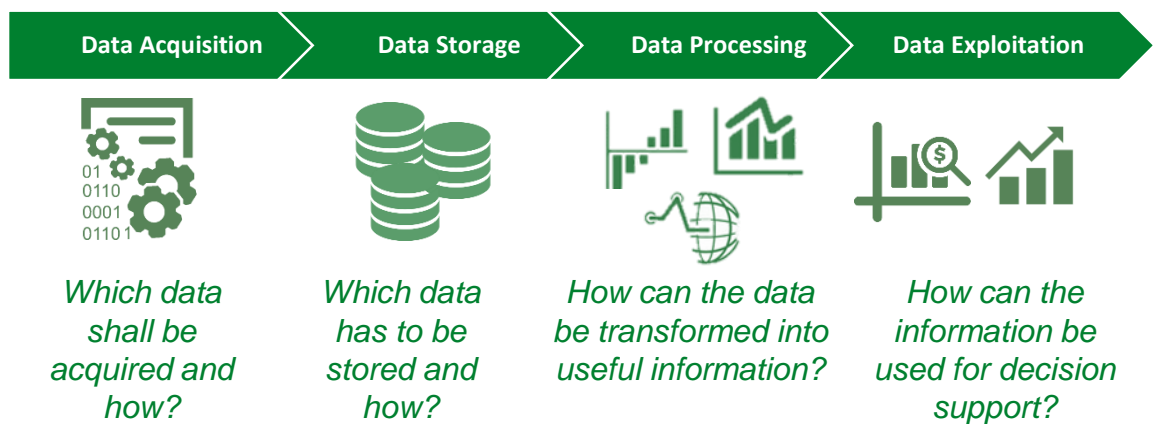 Data Acquisition
Data Storage
Data Processing
Data Exploitation
01
0110
0001
01101
$
Which data
shall be
acquired and
how?
Which data
has to be
stored and
how?
How can the data
be transformed into
useful information?
How can the
information be
used for decision
support?